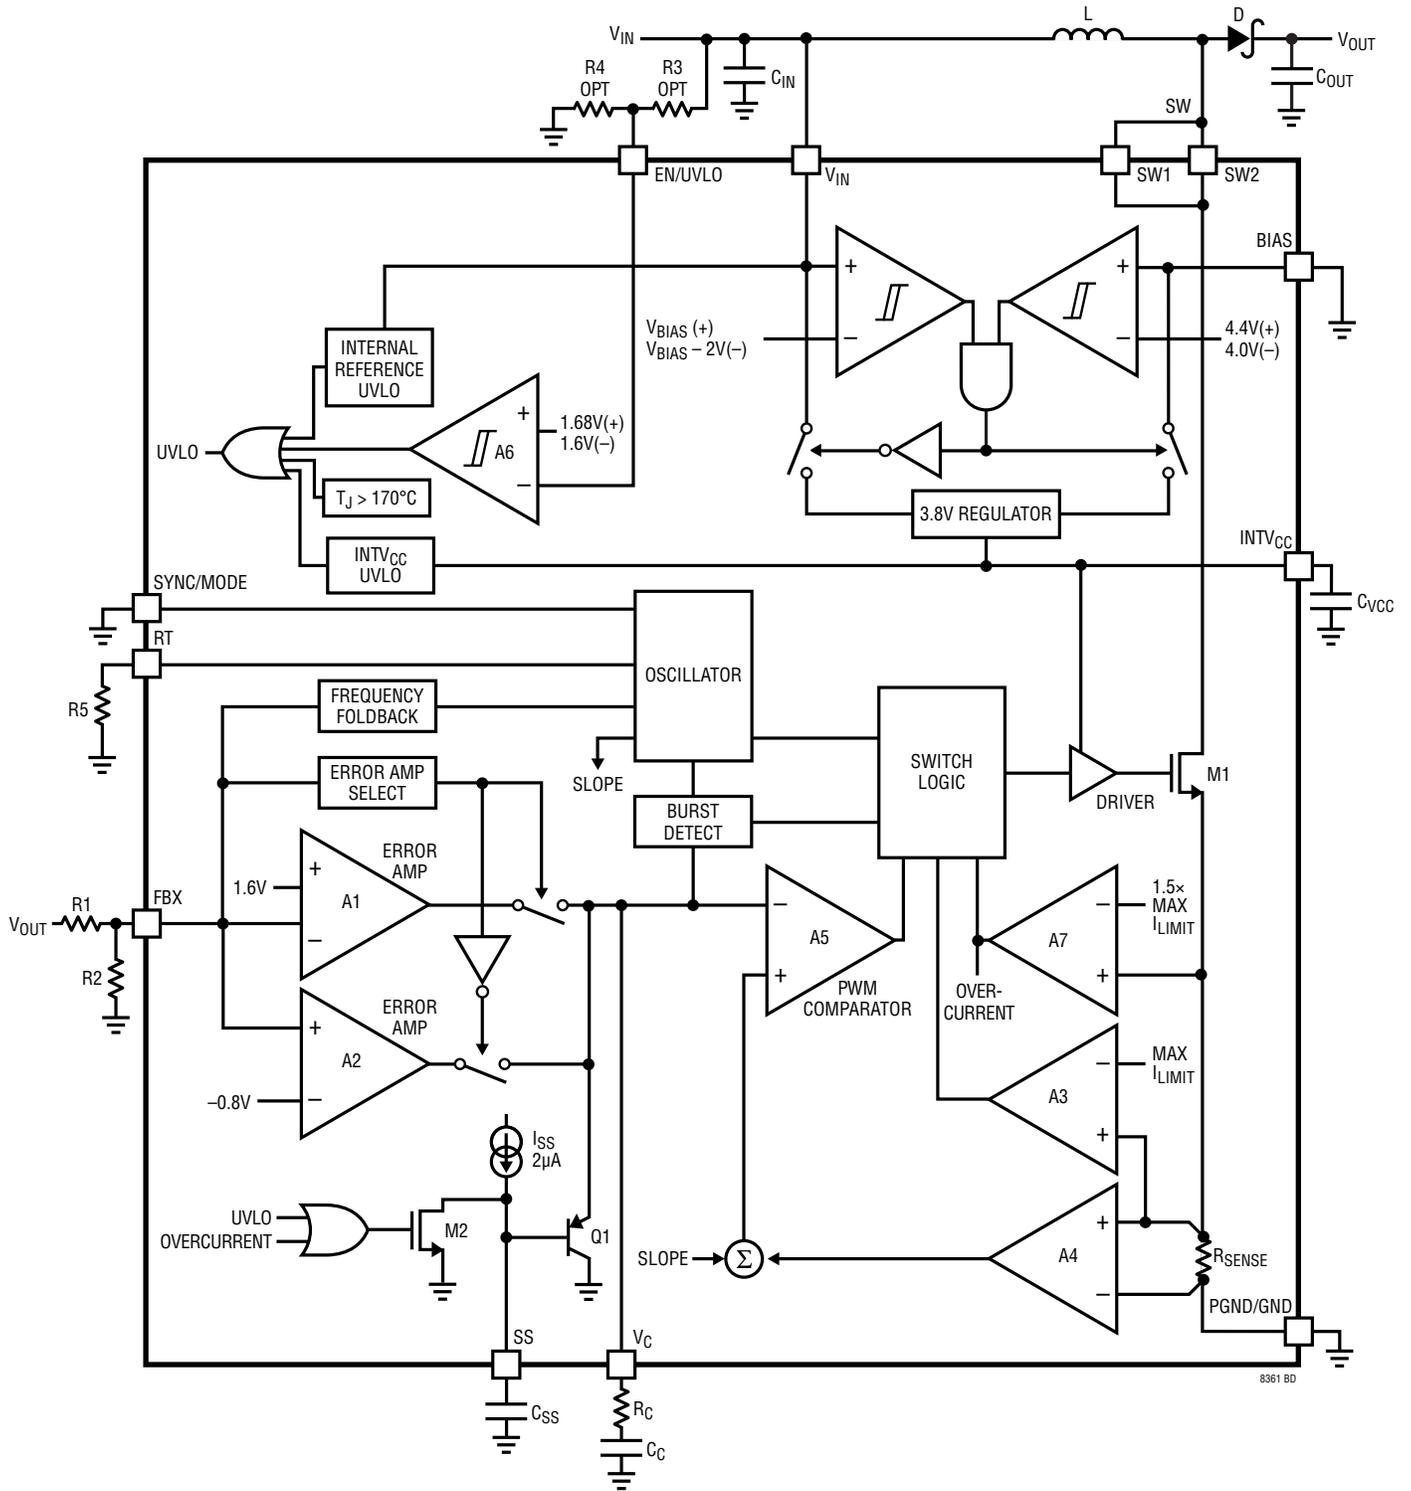 L
D
VIN
VOUT
R4
OPT
R3
OPT
CIN
COUT
SW
EN/UVLO
VIN
SW1
SW2
BIAS
+
+
VBIAS (+)
VBIAS – 2V(–)
–
–
4.4V(+)
4.0V(–)
INTERNAL
REFERENCE
UVLO
+
1.68V(+)
1.6V(–)
UVLO
A6
–
TJ > 170°C
3.8V REGULATOR
INTVCC
INTVCC
UVLO
SYNC/MODE
CVCC
RT
OSCILLATOR
R5
FREQUENCY
FOLDBACK
SLOPE
SWITCH
LOGIC
DRIVER
M1
ERROR AMP
SELECT
BURST
DETECT
ERROR
AMP
+
1.6V
A1
–
FBX
R1
VOUT
R2
–
A5
+
PWM
COMPARATOR
OVER-
CURRENT
–
A7
+
1.5×
MAX
ILIMIT
ERROR
AMP
+
A2
–0.8V
–
–
MAX
ILIMIT
A3
+
ISS
2µA
UVLO
OVERCURRENT
M2
Q1
SLOPE
Σ
+
A4
–
RSENSE
PGND/GND
SS
VC
8361 BD
CSS
RC
CC